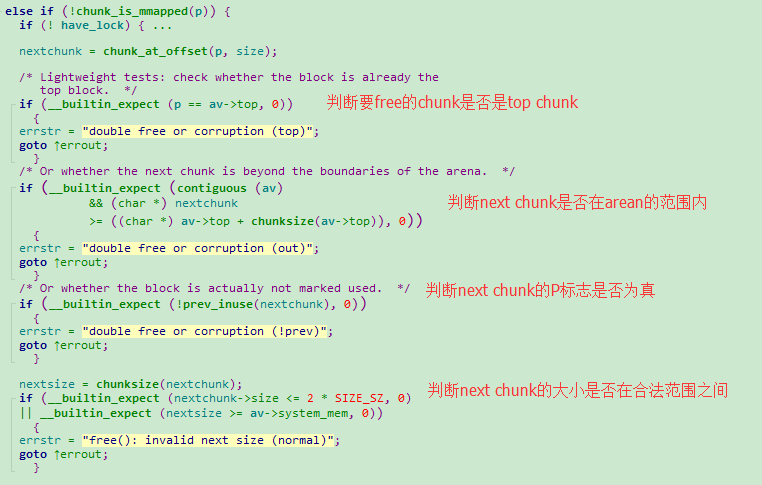 else if (!chunk_is_mmapped(p)) {
if (! have_lock) { ...
nextchunk = chunk_at_offset(p, size);
/* Lightweight tests: check whether the block is already the
top block.  */
if (__builtin_expect (p == av->top, 0)) 判断要free的chunk是否是top chunk
{
errstr = "double free or corruption (top)";
goto ↑errout;
}
/* Or whether the next chunk is beyond the boundaries of the arena.  */
if (__builtin_expect (contiguous (av)
&& (char *) nextchunk 判断next chunk是否在arean的范围内
>= ((char *) av->top + chunksize(av->top)), 0))
{
errstr = "double free or corruption (out)";
goto ↑errout;
}
/* Or whether the block is actually not marked used.  */ 判断next chunk的P标志是否为真
if (__builtin_expect (!prev_inuse(nextchunk), 0))
{
errstr = "double free or corruption (!prev)";
goto ↑errout;
}
nextsize = chunksize(nextchunk);
if (__builtin_expect (nextchunk->size <= 2 * SIZE_SZ, 0) 判断next chunk的大小是否在合法范围之间
|| __builtin_expect (nextsize >= av->system_mem, 0))
{
errstr = "free(): invalid next size (normal)";
goto ↑errout;
}